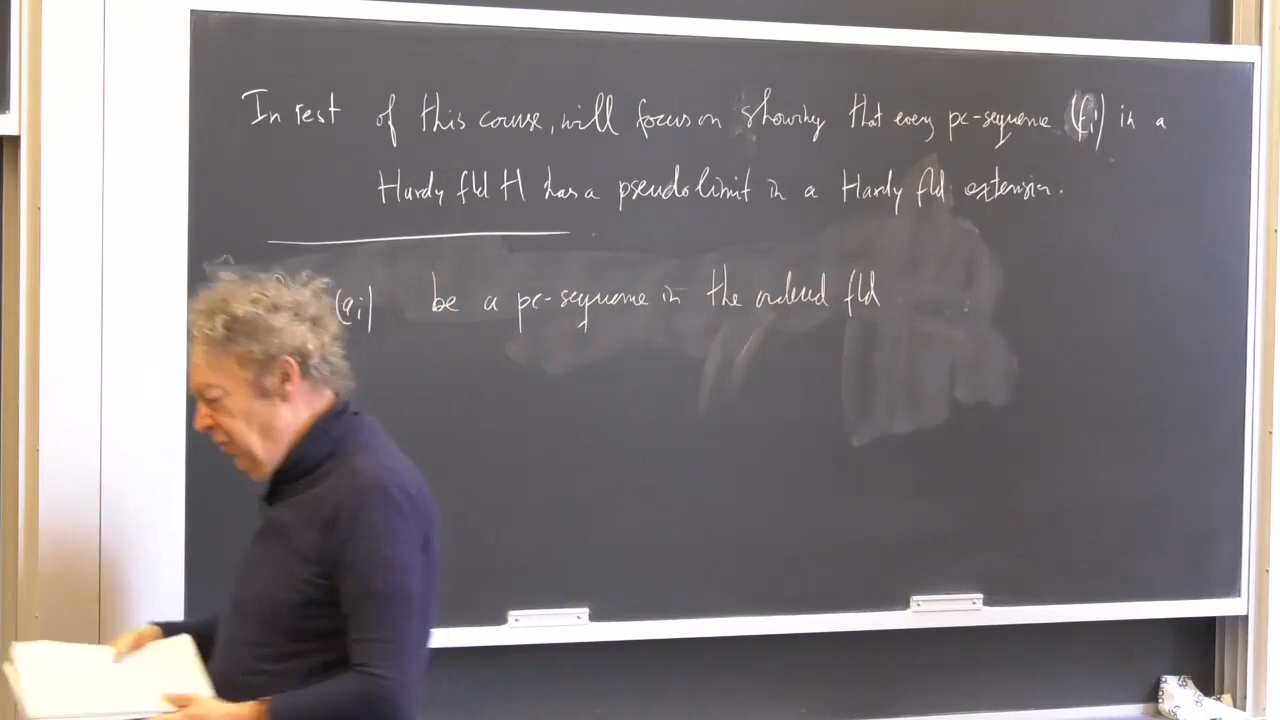 In rest of this course, will focus on showing that every pc-sequence (f_i) in a
Hardy fld H has a pseudolimit in a Hardy fld extension.
(a_i) be a pc-sequence in the ordered fld